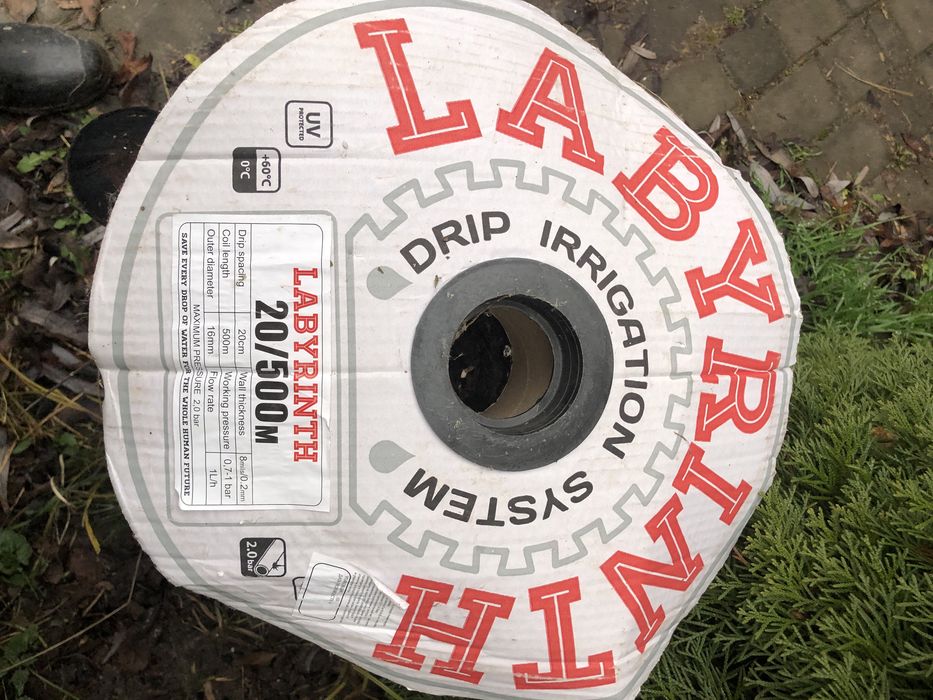 LABYRINTH
DRIP IRRIGATION SYSTEM
UV
PROTECTED
+60°C
0°C
LABYRINTH
20/500M
Drip spacing 20cm Wall thickness 8mils/0.2mm
Coil length 500m Working pressure 0,7-1 bar
Outer diameter 16mm Flow rate 1L/h
MAXIMUM PRESSURE 2.0 bar
SAVE EVERY DROP OF WATER FOR THE WHOLE HUMAN FUTURE
2.0 bar